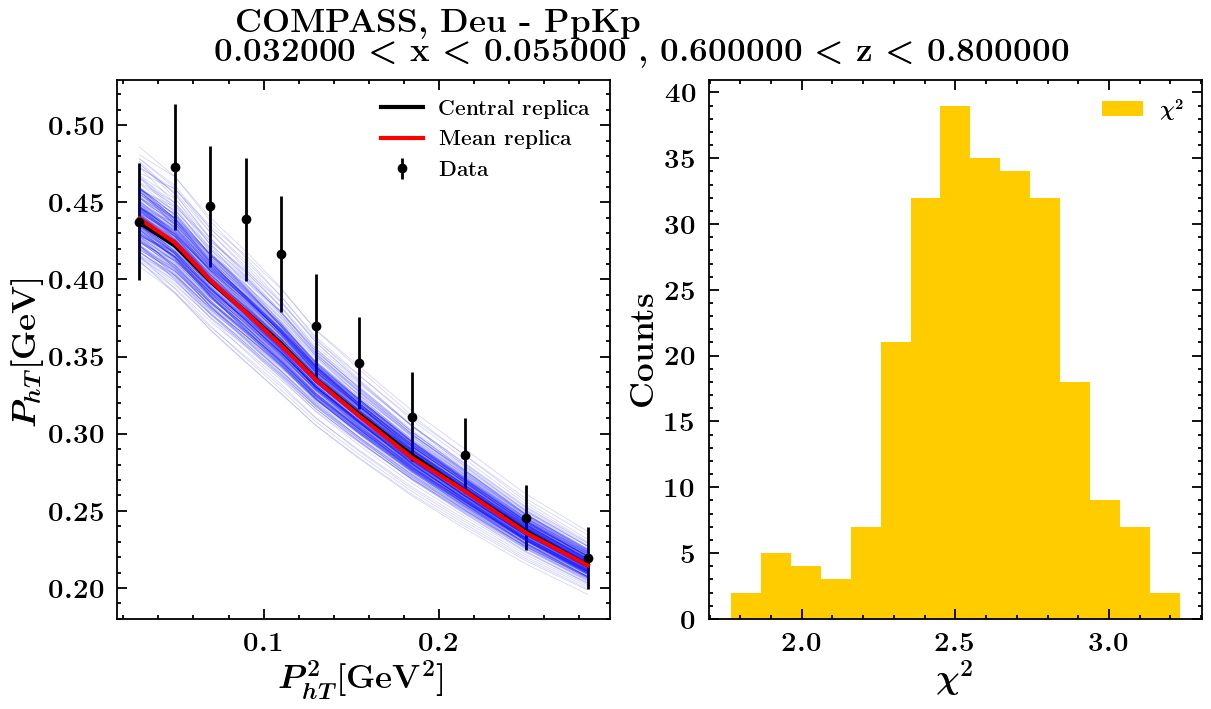 COMPASS, Deu - PpKp
0.032000 < x < 0.055000 , 0.600000 < z < 0.800000
Central replica
Mean replica
Data
0.50
0.45
0.40
0.35
0.30
0.25
0.20
P_{hT}[GeV]
0.1 0.2
P_{hT}^2[GeV^2]
χ²
40
35
30
25
20
15
10
5
0
Counts
2.0 2.5 3.0
χ²